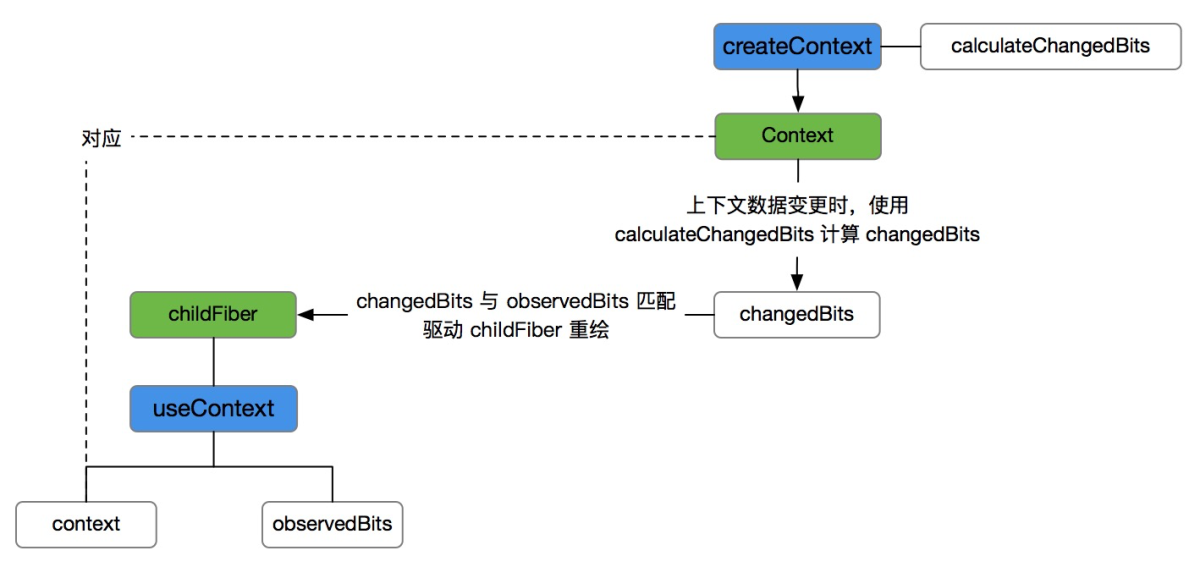 createContext
calculateChangedBits
Context
对应
上下文数据变更时，使用
calculateChangedBits 计算 changedBits
childFiber
changedBits 与 observedBits 匹配
驱动 childFiber 重绘
changedBits
useContext
context
observedBits